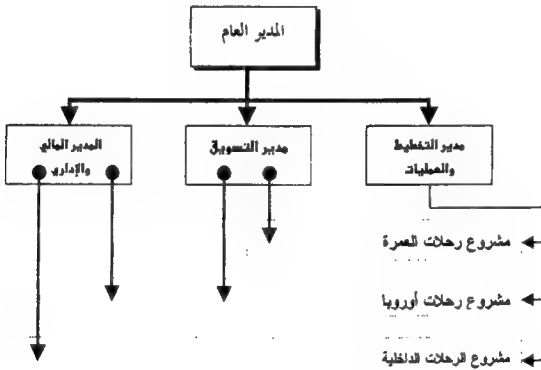 المدير العام
مدير التخطيط
والعمليات
مدير التسويق
المدير المالي
والإداري
مشروع رحلات العمرة
مشروع رحلات أوروبا
مشروع الرحلات الداخلية